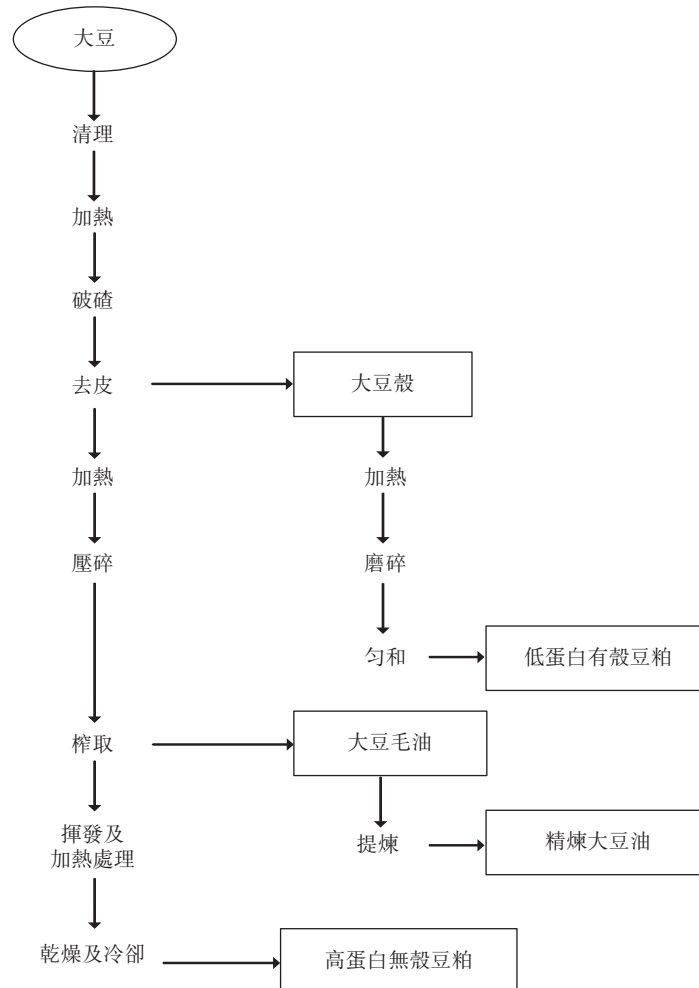 大豆
清理
加熱
破碴
去皮
大豆殼
加熱
加熱
壓碎
磨碎
勻和
低蛋白有殼豆粕
榨取
大豆毛油
揮發及
加熱處理
提煉
精煉大豆油
乾燥及冷卻
高蛋白無殼豆粕